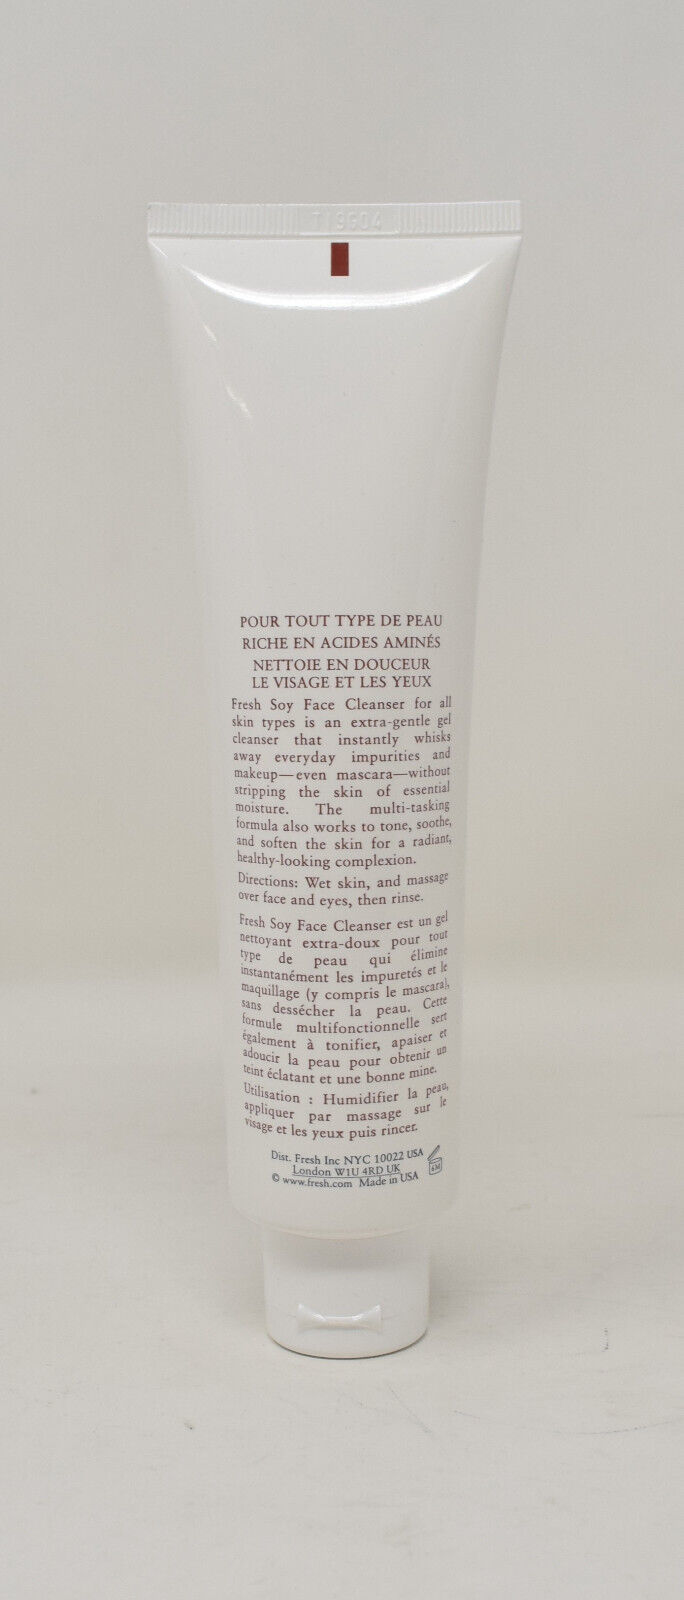 T19G04
POUR TOUT TYPE DE PEAU
RICHE EN ACIDES AMINÉS
NETTOIE EN DOUCEUR
LE VISAGE ET LES YEUX
Fresh Soy Face Cleanser for all
skin types is an extra-gentle gel
cleanser that instantly whisks
away everyday impurities and
makeup—even mascara—without
stripping the skin of essential
moisture. The multi-tasking
formula also works to tone, soothe,
and soften the skin for a radiant,
healthy-looking complexion.
Directions: Wet skin, and massage
over face and eyes, then rinse.
Fresh Soy Face Cleanser est un gel
nettoyant extra-doux pour tout
type de peau qui élimine
instantanément les impuretés et le
maquillage (y compris le mascara),
sans dessécher la peau. Cette
formule multifonctionnelle sert
également à tonifier, apaiser et
adoucir la peau pour obtenir un
teint éclatant et une bonne mine.
Utilisation : Humidifier la peau,
appliquer par massage sur le
visage et les yeux puis rincer.
Dist. Fresh Inc NYC 10022 USA
London W1U 4RD UK
© www.fresh.com Made in USA
6M